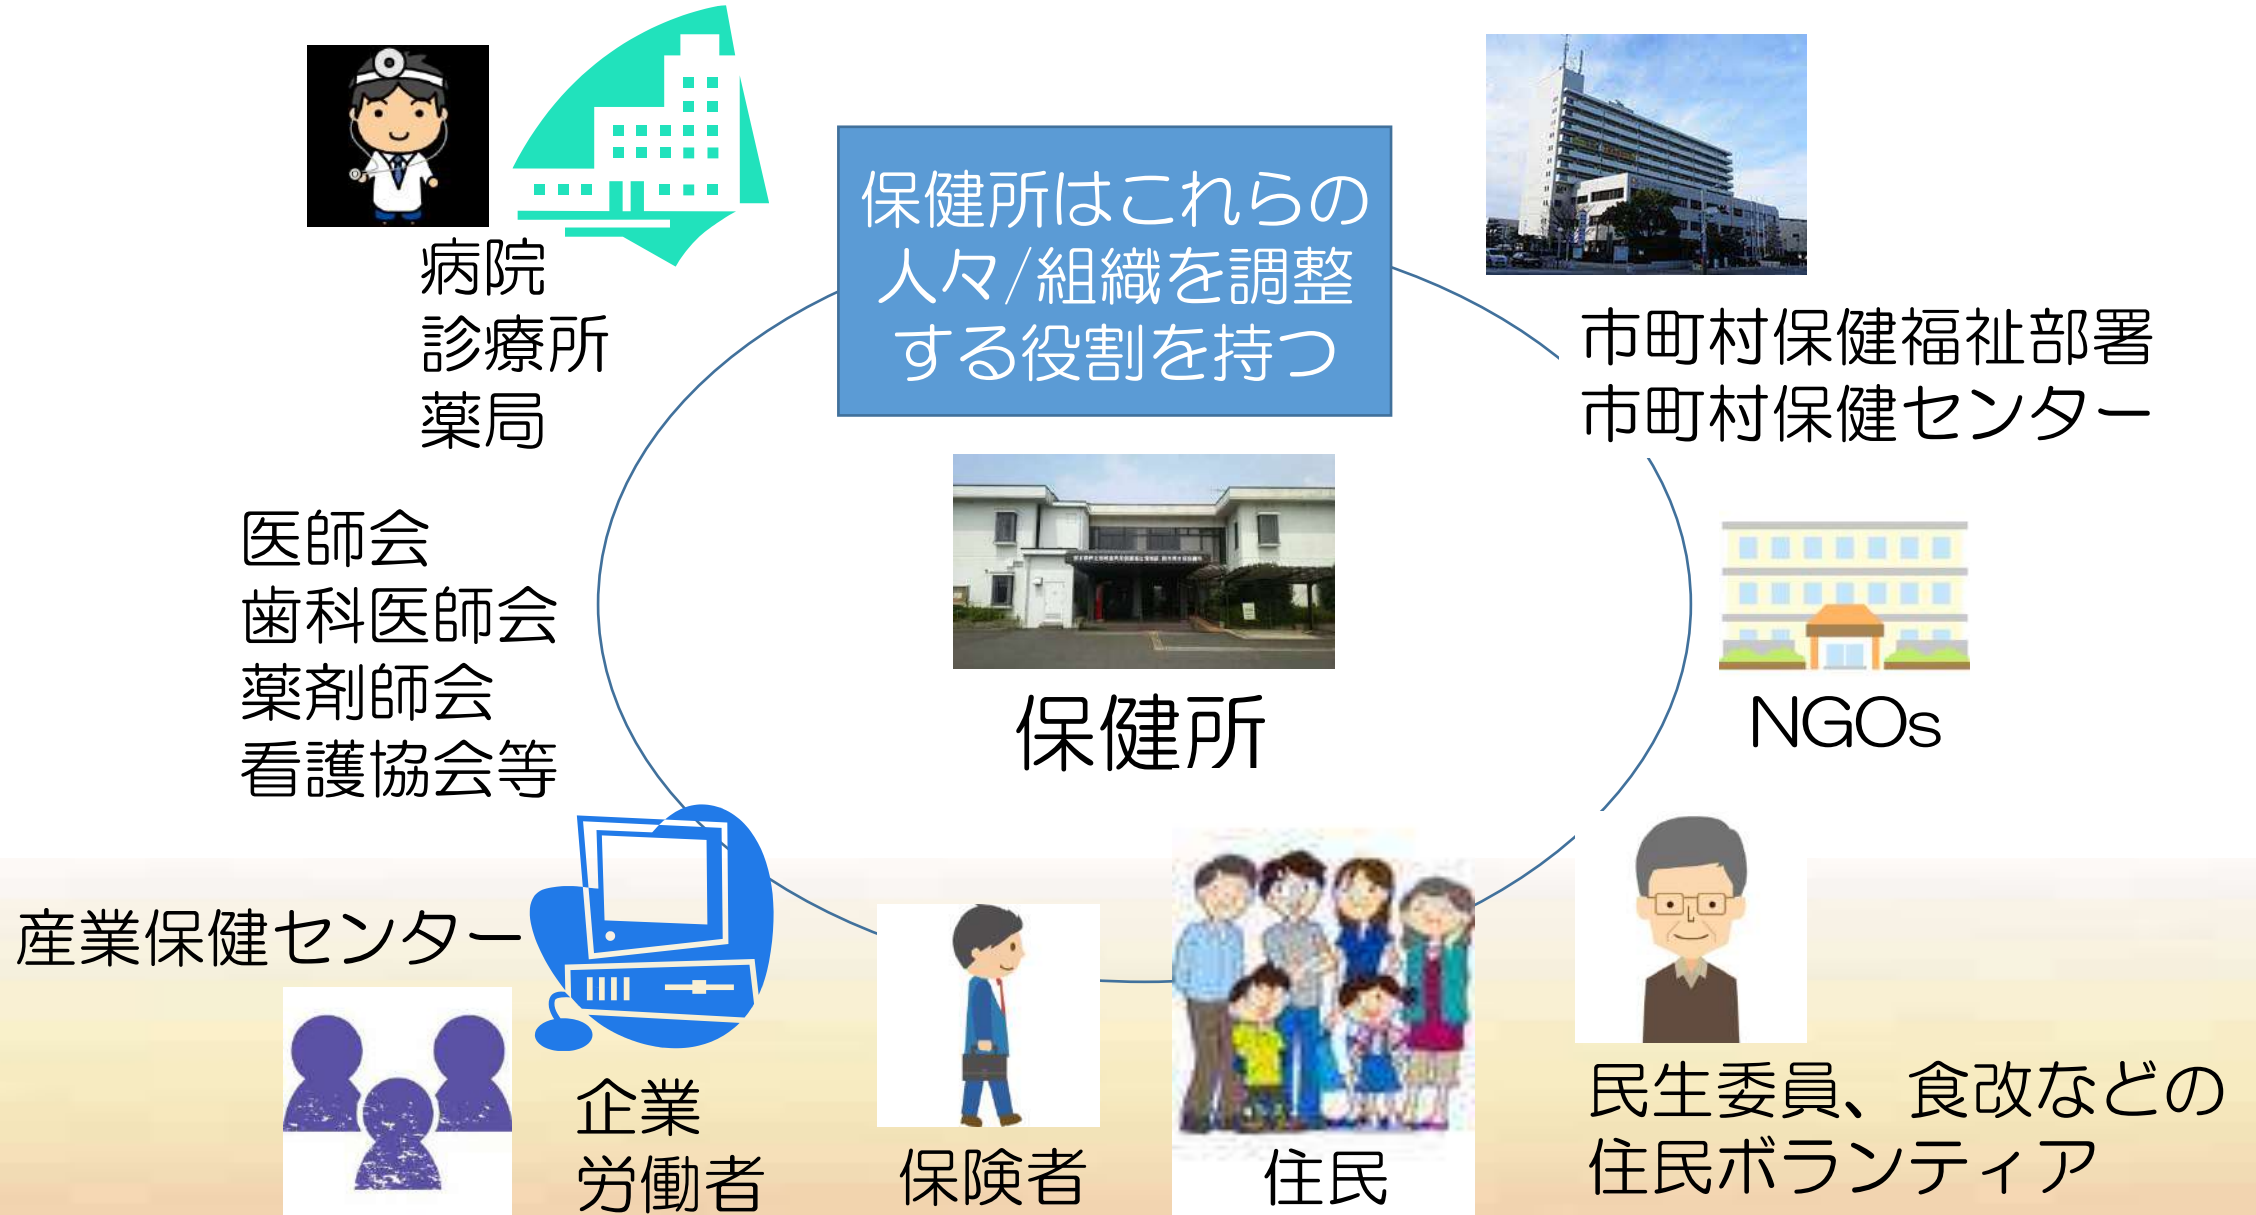 保健所はこれらの
人々/組織を調整
する役割を持つ
病院
診療所
薬局
市町村保健福祉部署
市町村保健センター
医師会
歯科医師会
薬剤師会
看護協会等
保健所
NGOs
産業保健センター
企業
労働者
保険者
住民
民生委員、食改などの
住民ボランティア